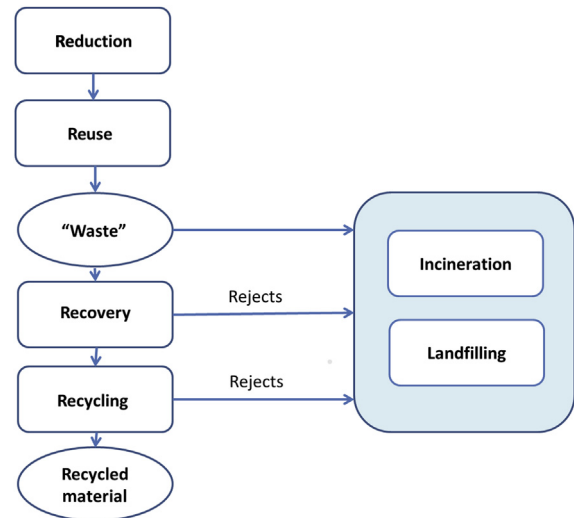 Reduction
Reuse
“Waste”
Incineration
Recovery
Rejects
Landfilling
Recycling
Rejects
Recycled
material